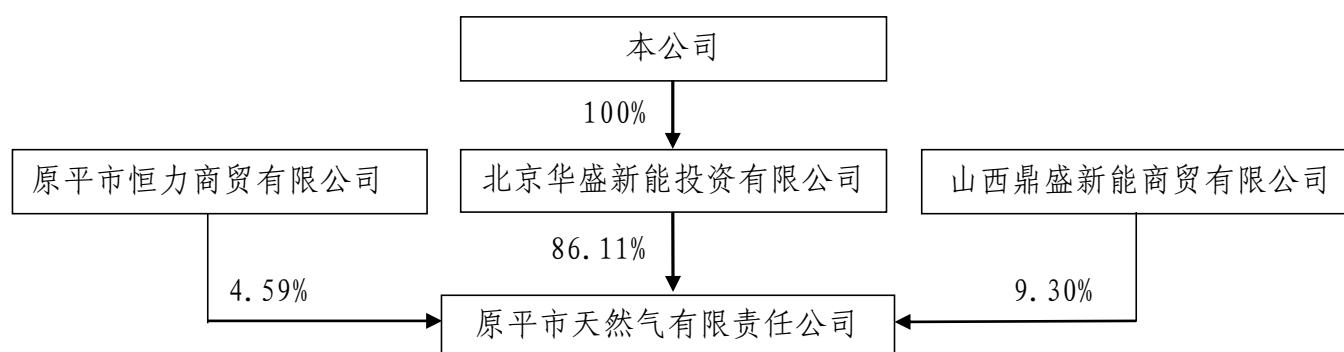 本公司
100%
原平市恒力商贸有限公司
北京华盛新能投资有限公司
山西鼎盛新能商贸有限公司
86.11%
4.59%
9.30%
原平市天然气有限责任公司